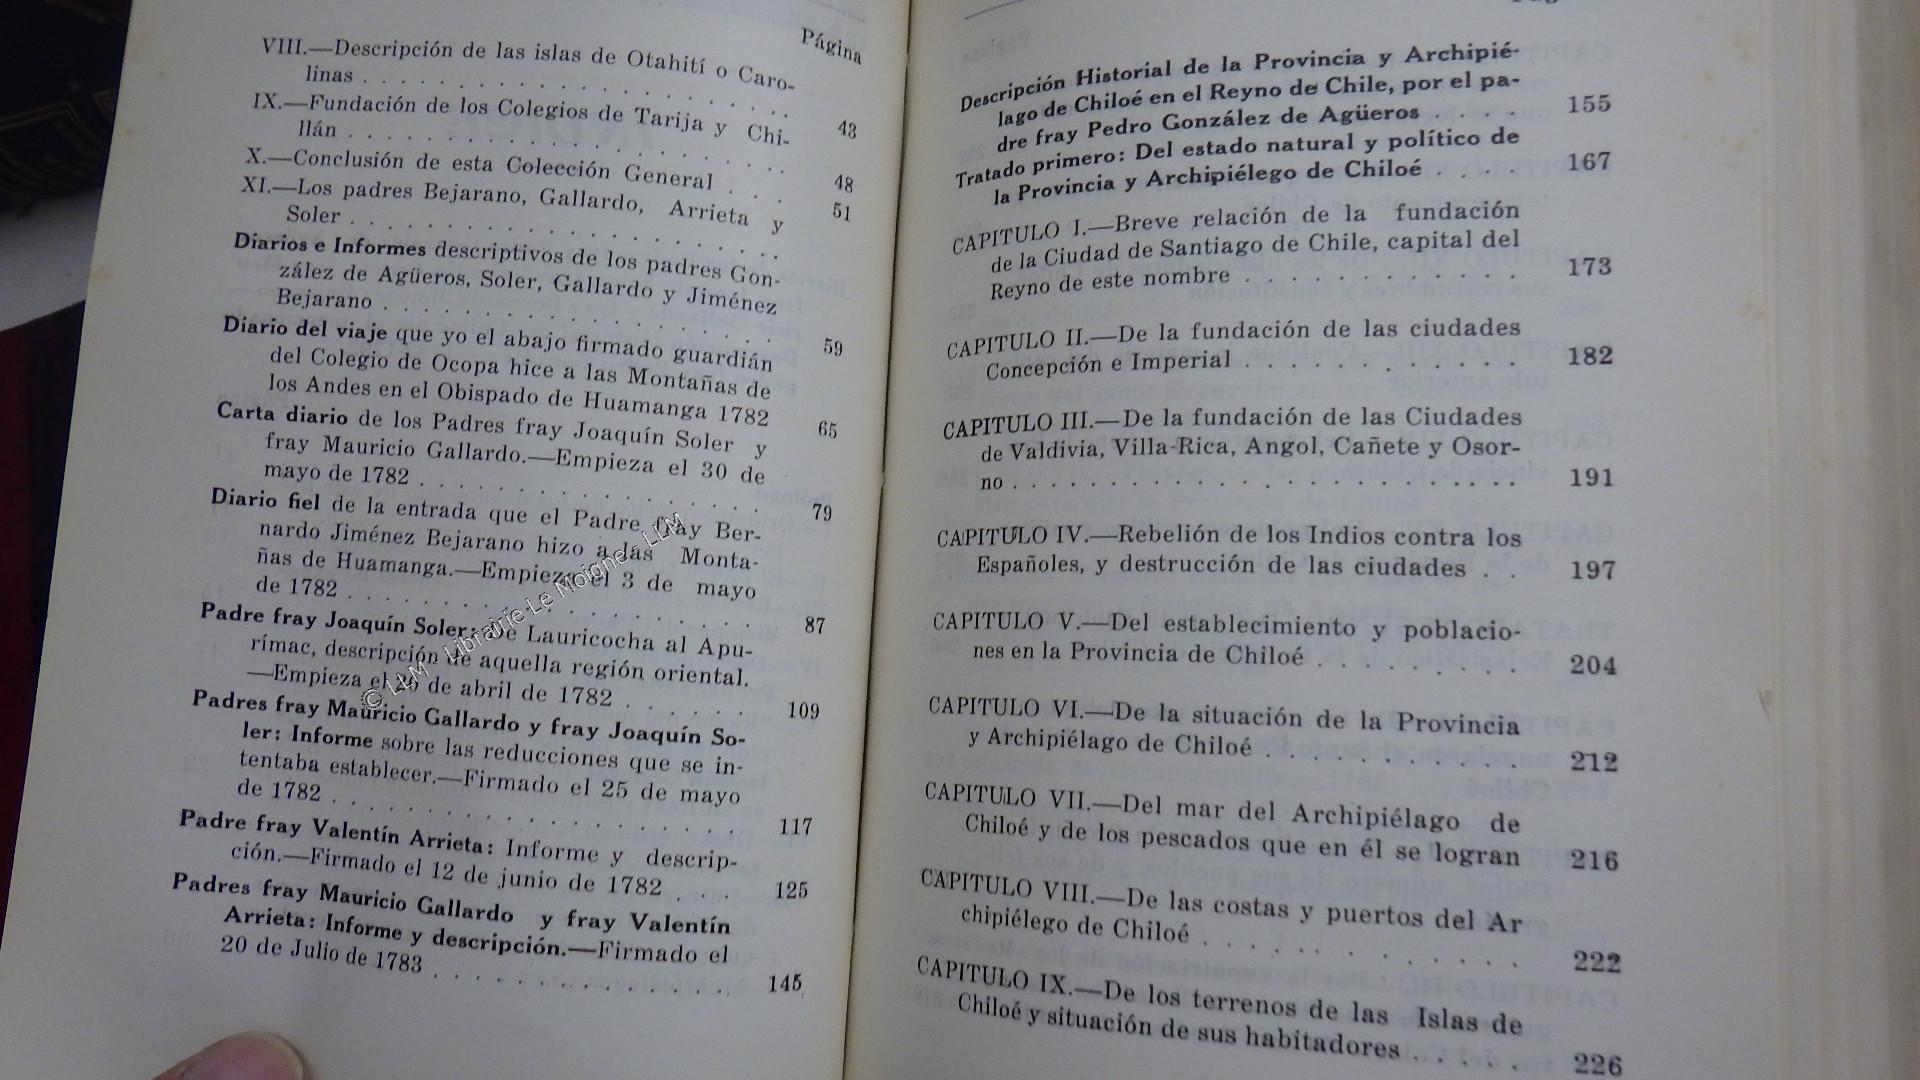 Página
VIII.—Descripción de las islas de Otahití o Caro-
linas . . . . . . . . . . . . . . . . . 43
IX.—Fundación de los Colegios de Tarija y Chi-
llán . . . . . . . . . . . . . . . . . 48
X.—Conclusión de esta Colección General . . . 51
XI.—Los padres Bejarano, Gallardo, Arrieta y
Soler . . . . . . . . . . . . . . . . .
Diarios e Informes descriptivos de los padres Gon-
zález de Agüeros, Soler, Gallardo y Jiménez
Bejarano . . . . . . . . . . . . . . . 59
Diario del viaje que yo el abajo firmado guardián
del Colegio de Ocopa hice a las Montañas de
los Andes en el Obispado de Huamanga 1782 65
Carta diario de los Padres fray Joaquín Soler y
fray Mauricio Gallardo.—Empieza el 30 de
mayo de 1782 . . . . . . . . . . . . . 79
Diario fiel de la entrada que el Padre fray Ber-
nardo Jiménez Bejarano hizo a las Monta-
ñas de Huamanga.—Empieza el 3 de mayo
de 1782 . . . . . . . . . . . . . . . . 87
Padre fray Joaquín Soler: De Lauricocha al Apu-
rímac, descripción de aquella región oriental.
—Empieza el 26 de abril de 1782 . . . . . . 109
Padres fray Mauricio Gallardo y fray Joaquín So-
ler: Informe sobre las reducciones que se in-
tentaba establecer.—Firmado el 25 de mayo
de 1782 . . . . . . . . . . . . . . . . 117
Padre fray Valentín Arrieta: Informe y descrip-
ción.—Firmado el 12 de junio de 1782 . . . 125
Padres fray Mauricio Gallardo y fray Valentín
Arrieta: Informe y descripción.—Firmado el
20 de Julio de 1783 . . . . . . . . . . . . 145
© LLM - Librairie Le Moigne - LLM
Descripción Historial de la Provincia y Archipié-
lago de Chiloé en el Reyno de Chile, por el pa-
dre fray Pedro González de Agüeros . . . . 155
Tratado primero: Del estado natural y político de
la Provincia y Archipiélego de Chiloé . . . . 167
CAPITULO I.—Breve relación de la fundación
de la Ciudad de Santiago de Chile, capital del
Reyno de este nombre . . . . . . . . . . . 173
CAPITULO II.—De la fundación de las ciudades
Concepción e Imperial . . . . . . . . . . . 182
CAPITULO III.—De la fundación de las Ciudades
de Valdivia, Villa-Rica, Angol, Cañete y Osor-
no . . . . . . . . . . . . . . . . . . . . . 191
CAPITULO IV.—Rebelión de los Indios contra los
Españoles, y destrucción de las ciudades . . 197
CAPITULO V.—Del establecimiento y poblacio-
nes en la Provincia de Chiloé . . . . . . . . 204
CAPITULO VI.—De la situación de la Provincia
y Archipiélago de Chiloé . . . . . . . . . . 212
CAPITULO VII.—Del mar del Archipiélago de
Chiloé y de los pescados que en él se logran 216
CAPITULO VIII.—De las costas y puertos del Ar
chipiélego de Chiloé . . . . . . . . . . . . 222
CAPITULO IX.—De los terrenos de las Islas de
Chiloé y situación de sus habitadores . . . . . 226